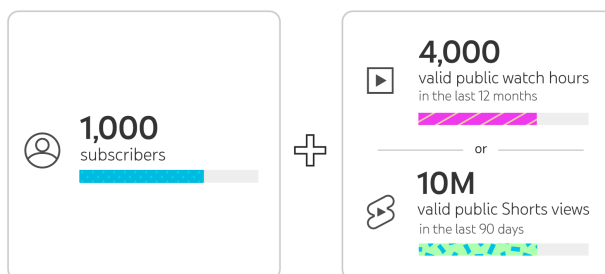 1,000
subscribers
4,000
valid public watch hours
in the last 12 months
or
10M
valid public Shorts views
in the last 90 days